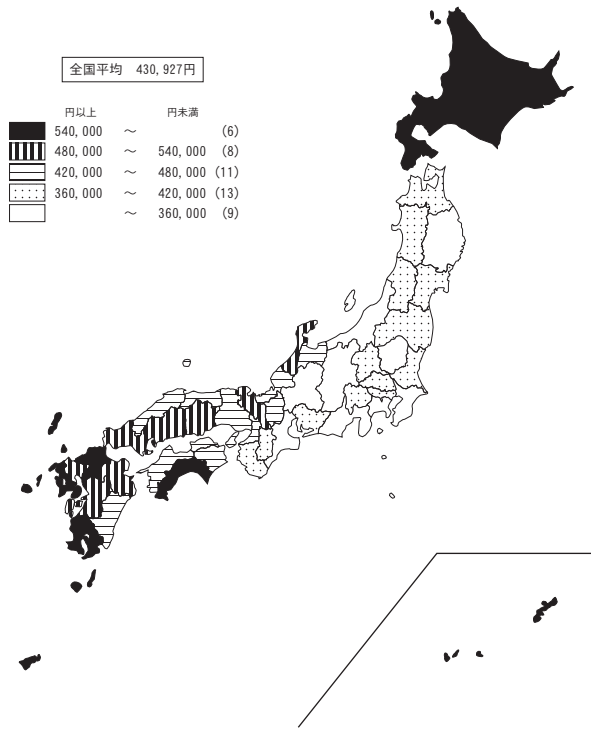 全国平均 430,927円
円以上 円未満
540,000 ～ (6)
480,000 ～ 540,000 (8)
420,000 ～ 480,000 (11)
360,000 ～ 420,000 (13)
～ 360,000 (9)